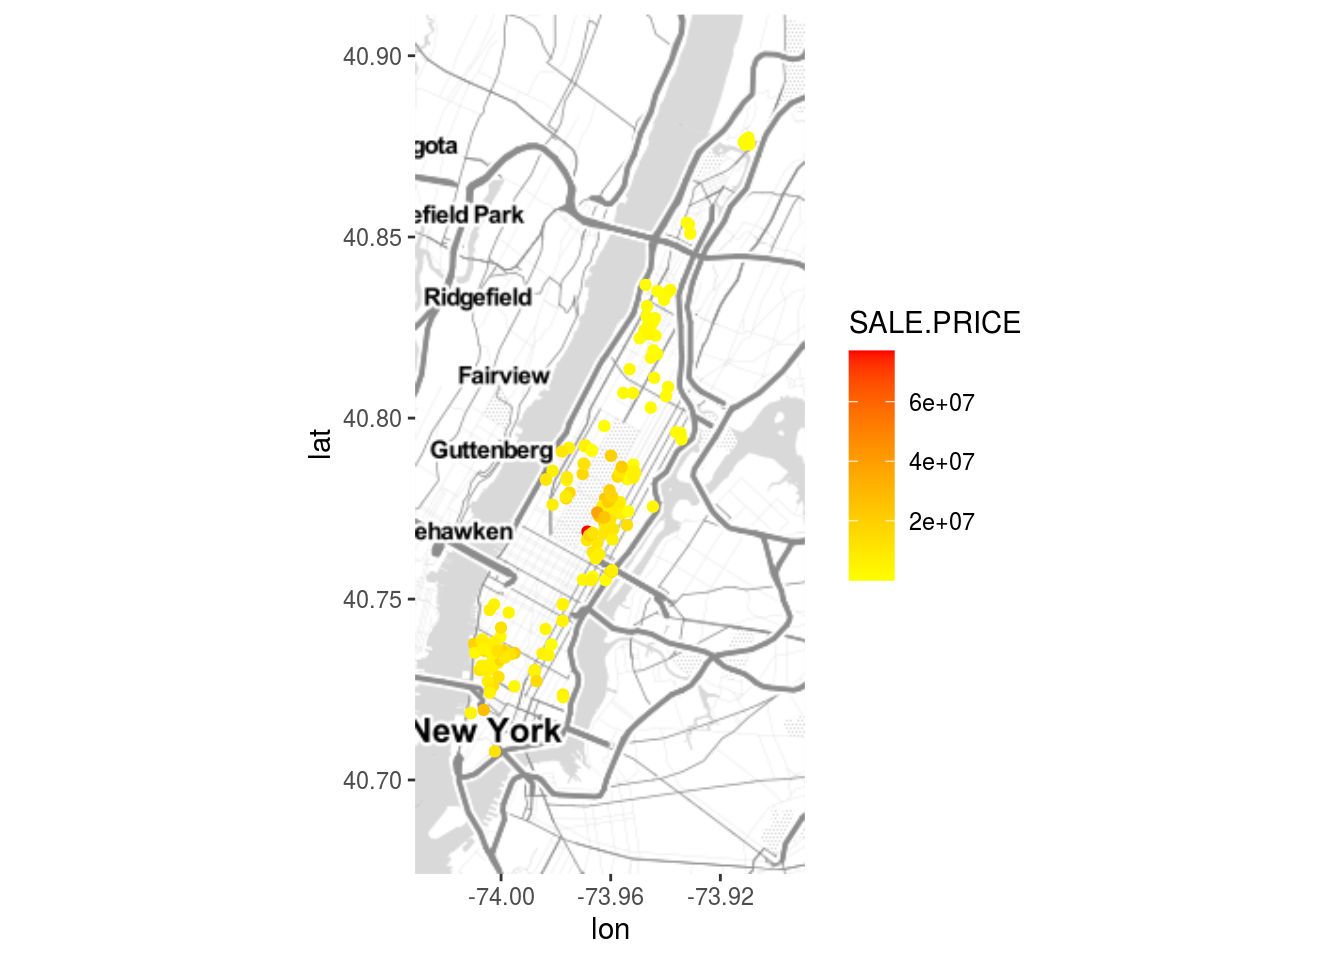 40.90
gota
efield Park
40.85
Ridgefield
SALE.PRICE
Fairview
6e+07
40.80
lat
Guttenberg
4e+07
2e+07
ehawken
40.75
New York
40.70
-74.00
-73.96
-73.92
lon